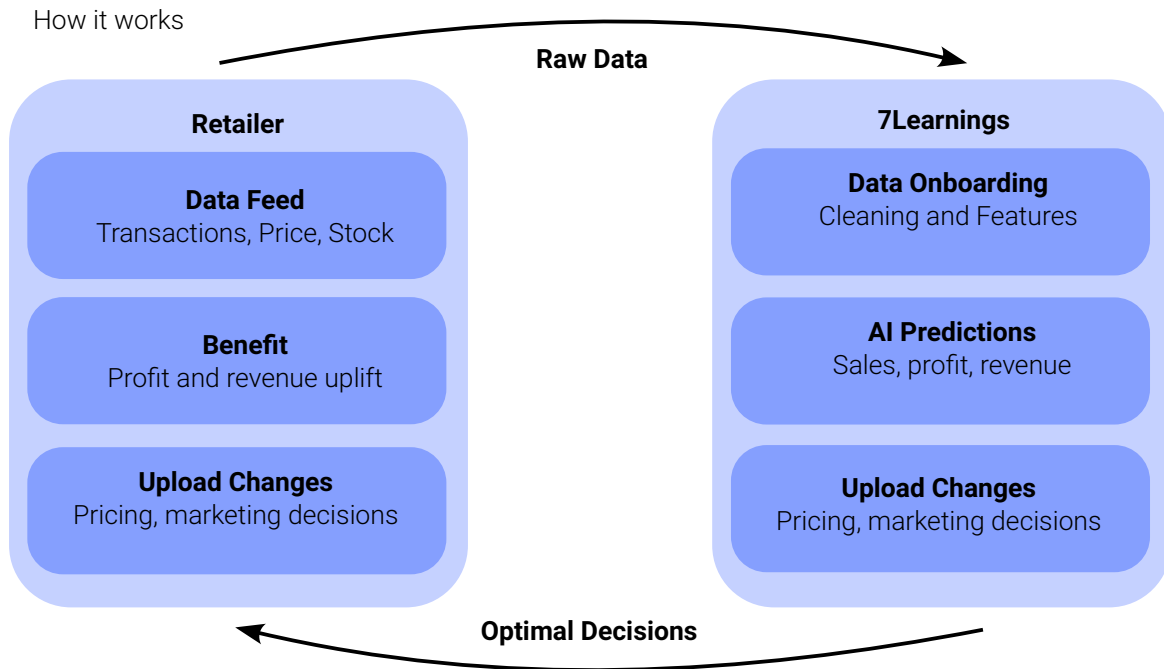 How it works
Raw Data
Retailer
Data Feed
Transactions, Price, Stock
Benefit
Profit and revenue uplift
Upload Changes
Pricing, marketing decisions
7Learnings
Data Onboarding
Cleaning and Features
AI Predictions
Sales, profit, revenue
Upload Changes
Pricing, marketing decisions
Optimal Decisions